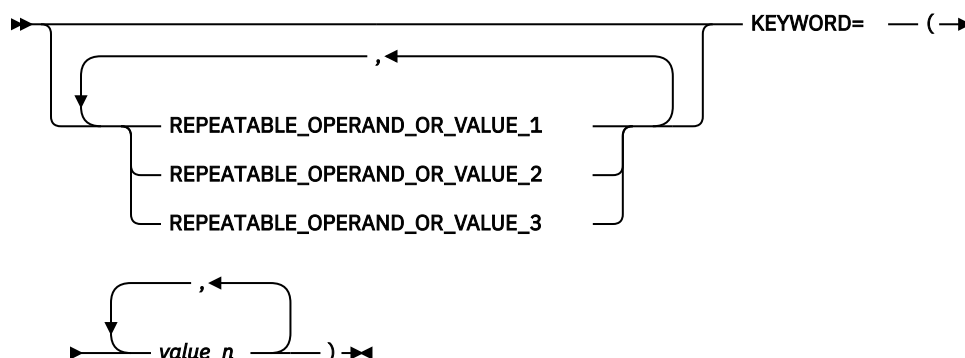 KEYWORD= (
,
REPEATABLE_OPERAND_OR_VALUE_1
REPEATABLE_OPERAND_OR_VALUE_2
REPEATABLE_OPERAND_OR_VALUE_3
,
value_n )